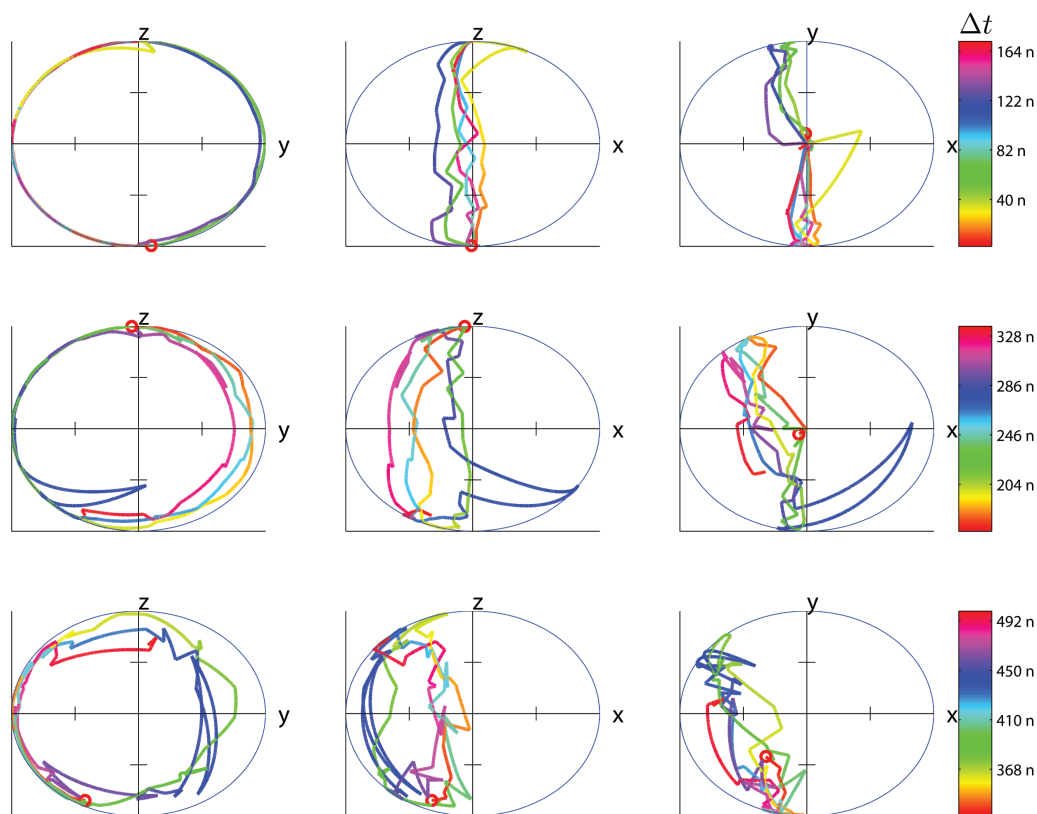 z z y Δt
y x x
164 n
122 n
82 n
40 n
z z y
y x x
328 n
286 n
246 n
204 n
z z y
y x x
492 n
450 n
410 n
368 n